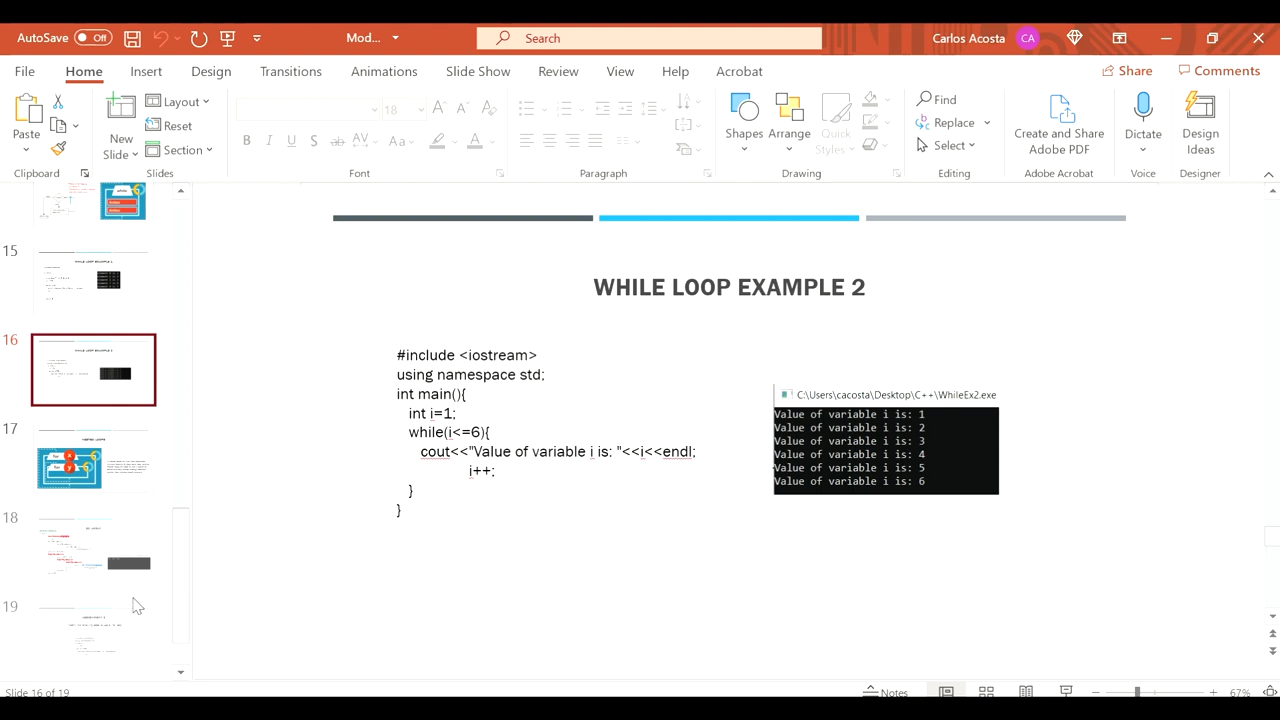 AutoSave Off Mod... Search Carlos Acosta CA
File Home Insert Design Transitions Animations Slide Show Review View Help Acrobat Share Comments
Paste New Slide Layout Reset Section 18 Aa Shapes Arrange Quick Styles Find Replace Select Create and Share Adobe PDF Dictate Design Ideas
Clipboard Slides Font Paragraph Drawing Editing Adobe Acrobat Voice Designer
15
16
17
18
19
WHILE LOOP EXAMPLE 2
#include <iostream>
using namespace std;
int main(){
int i=1;
while(i<=6){
cout<<"Value of variable i is: "<<i<<endl;
i++;
}
}
C:\Users\cacosta\Desktop\C++\WhileEx2.exe
Value of variable i is: 1
Value of variable i is: 2
Value of variable i is: 3
Value of variable i is: 4
Value of variable i is: 5
Value of variable i is: 6
Slide 16 of 19 Notes 67%